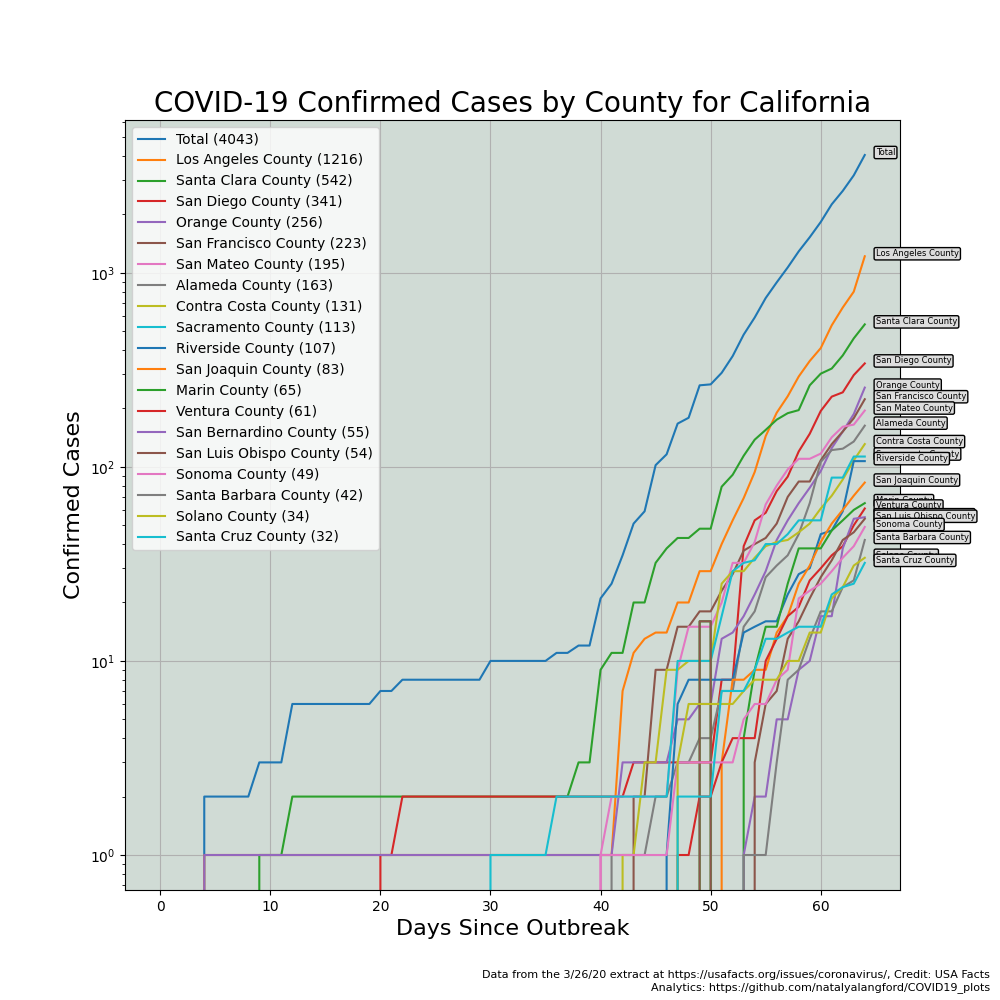 COVID-19 Confirmed Cases by County for California
Total (4043)
Los Angeles County (1216)
Santa Clara County (542)
San Diego County (341)
Orange County (256)
San Francisco County (223)
San Mateo County (195)
Alameda County (163)
Contra Costa County (131)
Sacramento County (113)
Riverside County (107)
San Joaquin County (83)
Marin County (65)
Ventura County (61)
San Bernardino County (55)
San Luis Obispo County (54)
Sonoma County (49)
Santa Barbara County (42)
Solano County (34)
Santa Cruz County (32)
Total
Los Angeles County
Santa Clara County
San Diego County
Orange County
San Francisco County
San Mateo County
Alameda County
Contra Costa County
Riverside County
San Joaquin County
Marin County
Ventura County
San Luis Obispo County
Sonoma County
Santa Barbara County
Santa Cruz County
Confirmed Cases
10³
10²
10¹
10⁰
0 10 20 30 40 50 60
Days Since Outbreak
Data from the 3/26/20 extract at https://usafacts.org/issues/coronavirus/, Credit: USA Facts
Analytics: https://github.com/natalyalangford/COVID19_plots